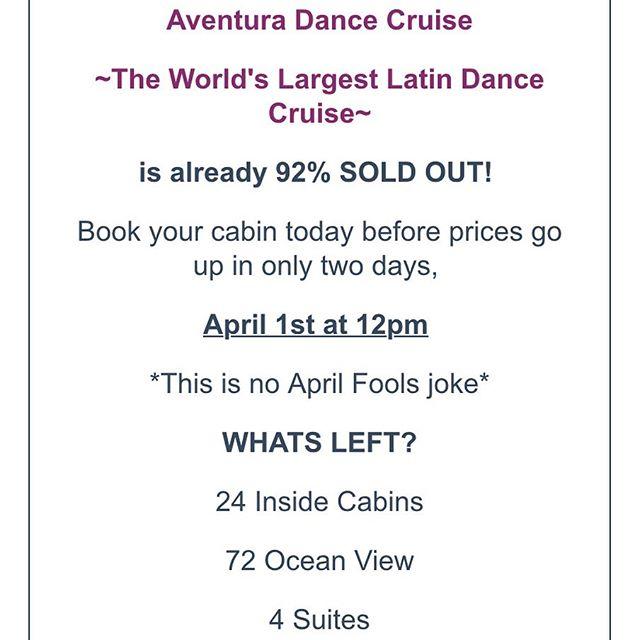 Aventura Dance Cruise
~The World's Largest Latin Dance
Cruise~
is already 92% SOLD OUT!
Book your cabin today before prices go
up in only two days,
April 1st at 12pm
*This is no April Fools joke*
WHATS LEFT?
24 Inside Cabins
72 Ocean View
4 Suites